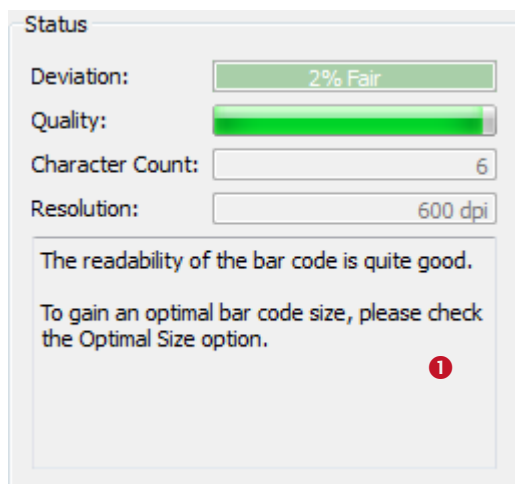 Status
Deviation: 2% Fair
Quality:
Character Count: 6
Resolution: 600 dpi
The readability of the bar code is quite good.
To gain an optimal bar code size, please check
the Optimal Size option.
1